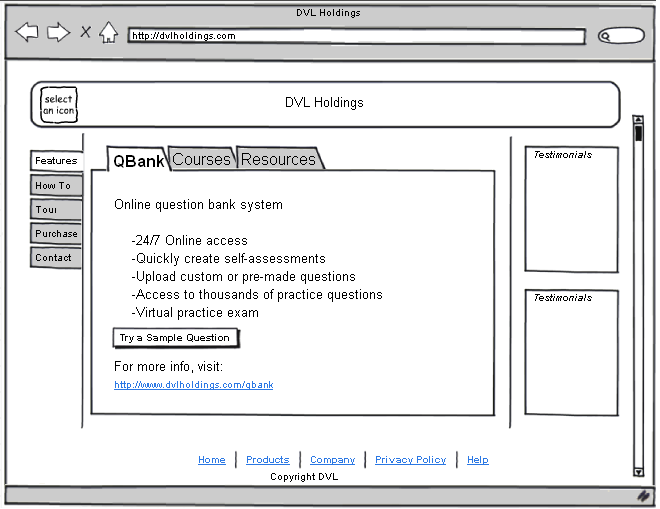 DVL Holdings
X
http://dvlholdings.com
select
an icon
DVL Holdings
Features
How To
Tour
Purchase
Contact
QBank Courses Resources
Online question bank system
-24/7 Online access
-Quickly create self-assessments
-Upload custom or pre-made questions
-Access to thousands of practice questions
-Virtual practice exam
Try a Sample Question
For more info, visit:
http://www.dvlholdings.com/qbank
Testimonials
Testimonials
Home | Products | Company | Privacy Policy | Help
Copyright DVL